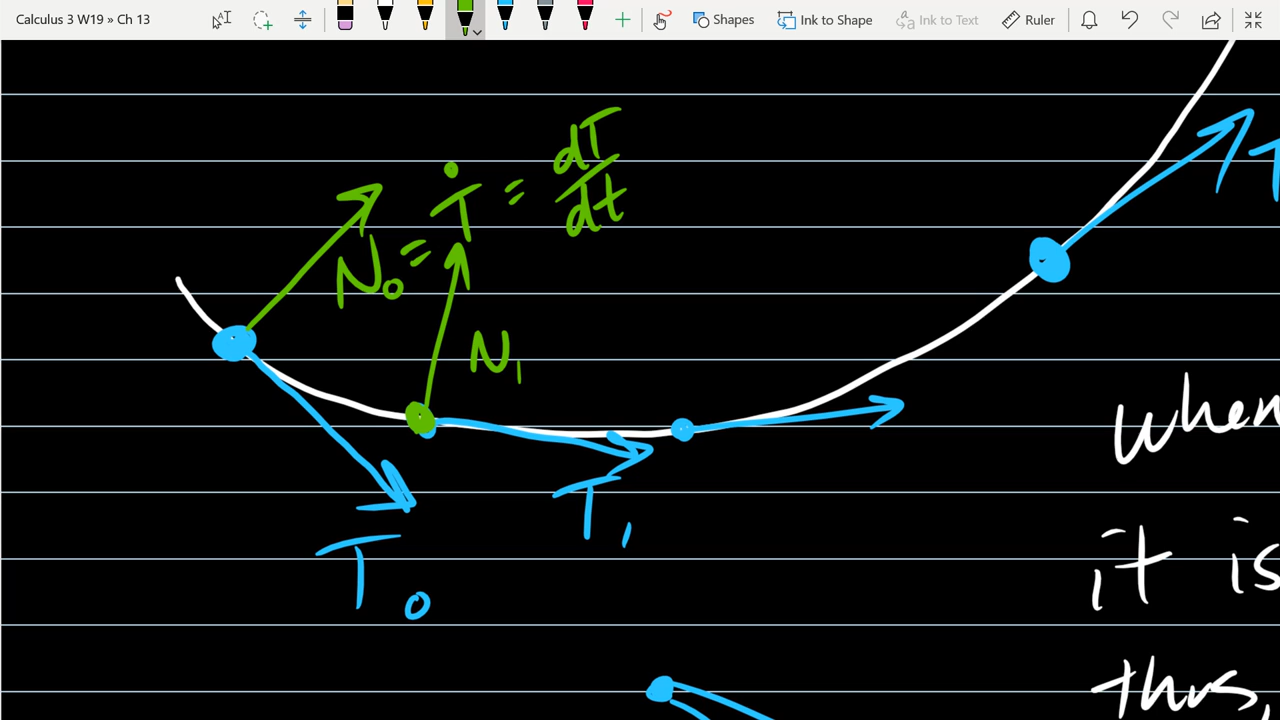 Calculus 3 W19 » Ch 13
Shapes
Ink to Shape
Ink to Text
Ruler
N₀ = Ṫ = dT/dt
T
N₁
T₁
T₀
when
it is
thus,